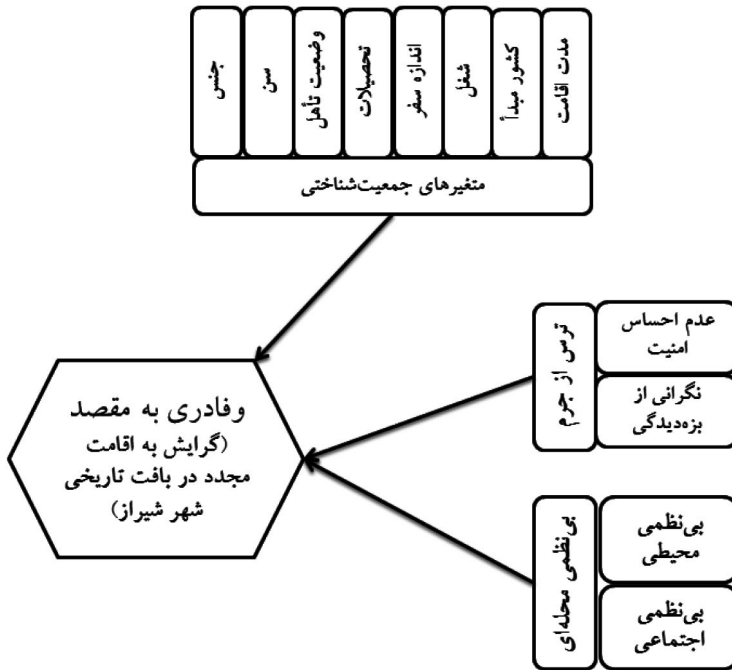 مدت اقامت
کشور مبدأ
شغل
اندازه سفر
تحصیلات
وضعیت تأهل
سن
جنس
متغیرهای جمعیت‌شناختی
ترس از جرم
عدم احساس
امنیت
نگرانی از
بزه‌دیدگی
وفادری به مقصد
(گرایش به اقامت
مجدد در بافت تاریخی
شهر شیراز)
بی‌نظمی محله‌ای
بی‌نظمی
محیطی
بی‌نظمی
اجتماعی